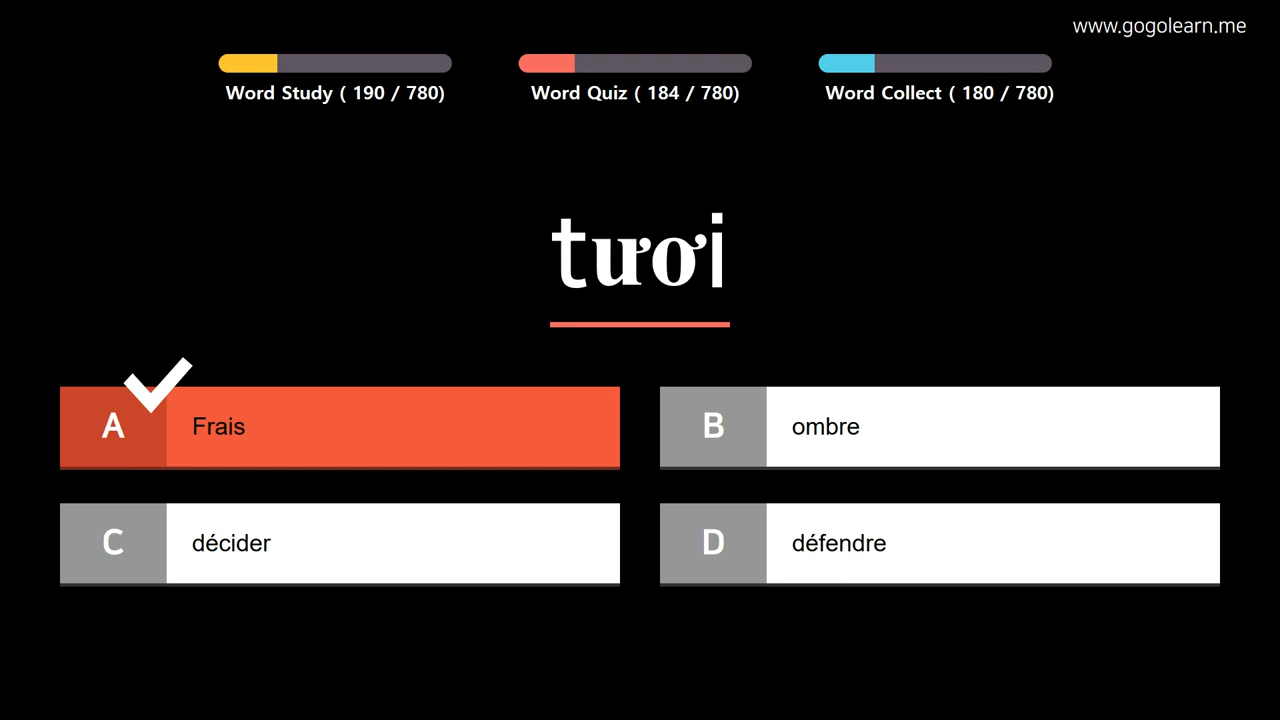 www.gogolearn.me
Word Study ( 190 / 780)
Word Quiz ( 184 / 780)
Word Collect ( 180 / 780)
tươi
A Frais
B ombre
C décider
D défendre